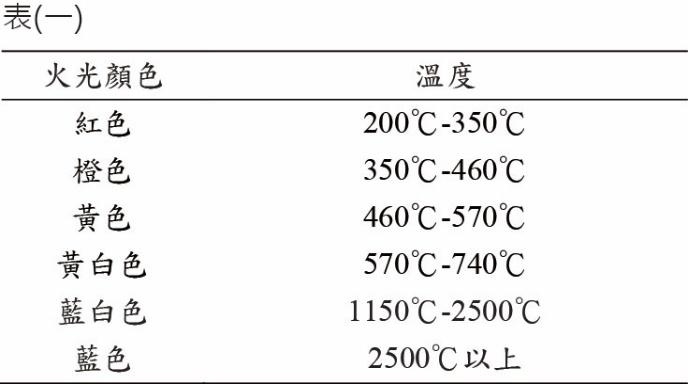 表(一)
火光顏色 溫度
紅色 200℃-350℃
橙色 350℃-460℃
黃色 460℃-570℃
黃白色 570℃-740℃
藍白色 1150℃-2500℃
藍色 2500℃以上